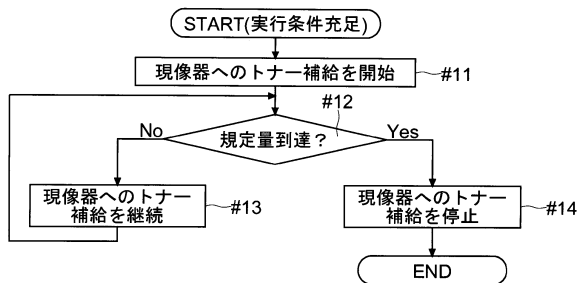 START(実行条件充足)
現像器へのトナー補給を開始
#11
#12
規定量到達？
No
Yes
現像器へのトナー
補給を継続
#13
現像器へのトナー
補給を停止
#14
END